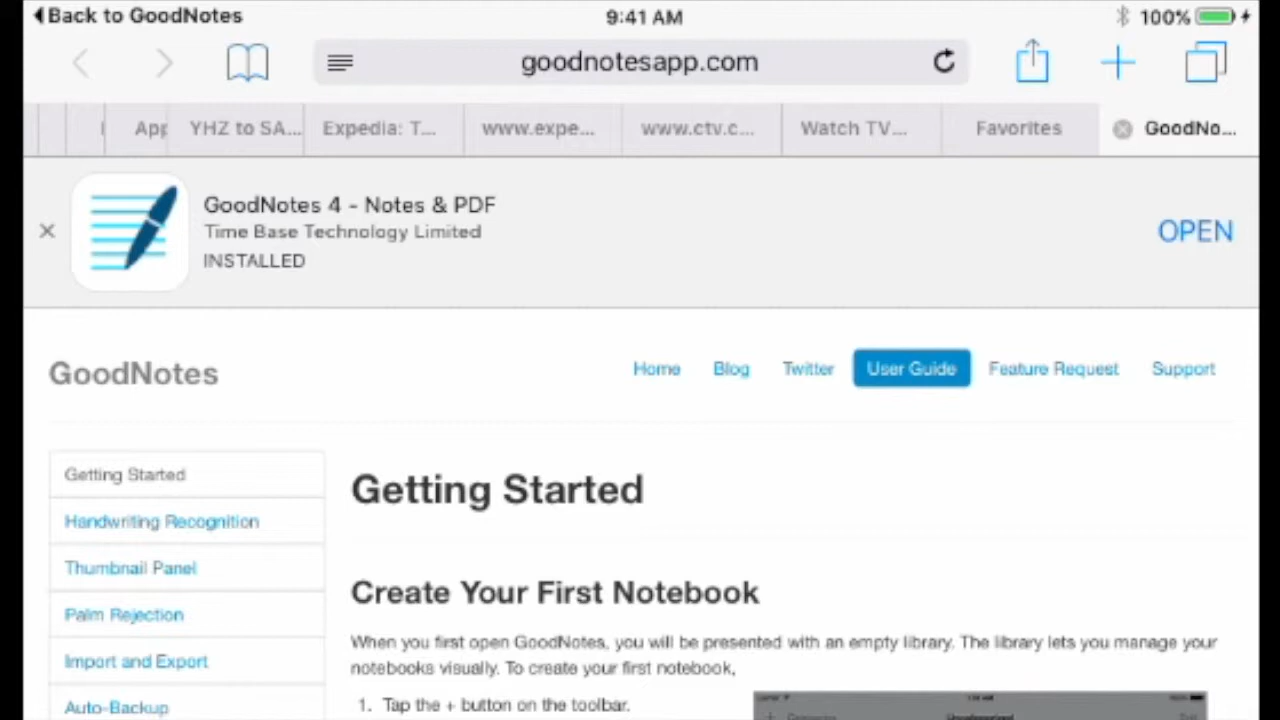 Back to GoodNotes 9:41 AM 100%
goodnotesapp.com
App YHZ to SA... Expedia: T... www.expe... www.ctv.c... Watch TV... Favorites GoodNo...
GoodNotes 4 - Notes & PDF
Time Base Technology Limited
INSTALLED
OPEN
GoodNotes
Home Blog Twitter User Guide Feature Request Support
Getting Started
Handwriting Recognition
Thumbnail Panel
Palm Rejection
Import and Export
Auto-Backup
Getting Started
Create Your First Notebook
When you first open GoodNotes, you will be presented with an empty library. The library lets you manage your
notebooks visually. To create your first notebook,
1. Tap the + button on the toolbar.